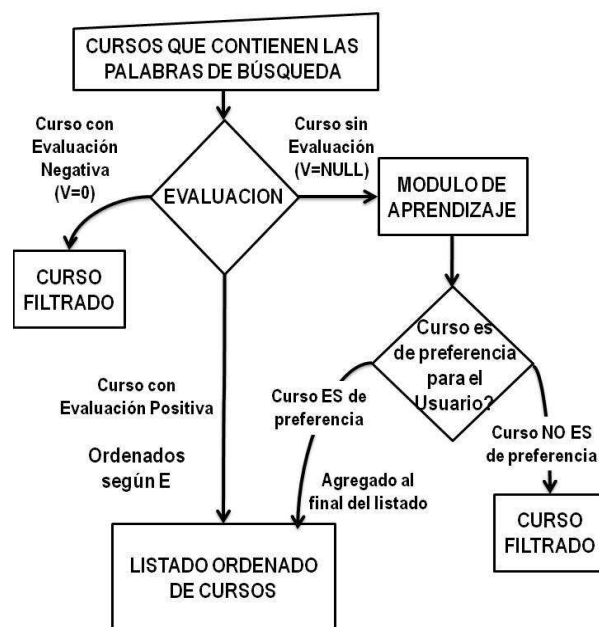 CURSOS QUE CONTIENEN LAS
PALABRAS DE BÚSQUEDA
Curso con
Evaluación
Negativa
(V=0)
Curso sin
Evaluación
(V=NULL)
EVALUACION
MODULO DE
APRENDIZAJE
CURSO
FILTRADO
Curso es
de preferencia
para el
Usuario?
Curso con
Evaluación Positiva
Curso ES de
preferencia
Curso NO ES
de preferencia
Ordenados
según E
Agregado al
final del listado
CURSO
FILTRADO
LISTADO ORDENADO
DE CURSOS